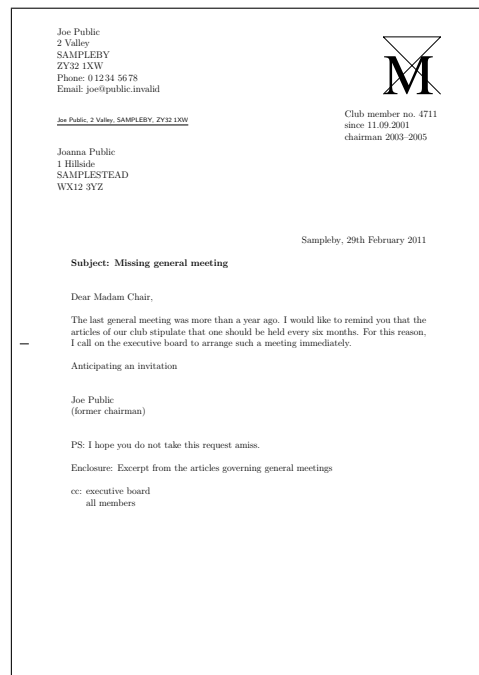 Joe Public
2 Valley
SAMPLEBY
ZY32 1XW
Phone: 01234 5678
Email: joe@public.invalid
M
Club member no. 4711
since 11.09.2001
chairman 2003–2005
Joe Public, 2 Valley, SAMPLEBY, ZY32 1XW
Joanna Public
1 Hillside
SAMPLESTEAD
WX12 3YZ
Sampleby, 29th February 2011
Subject: Missing general meeting
Dear Madam Chair,
The last general meeting was more than a year ago. I would like to remind you that the
articles of our club stipulate that one should be held every six months. For this reason,
I call on the executive board to arrange such a meeting immediately.
Anticipating an invitation
Joe Public
(former chairman)
PS: I hope you do not take this request amiss.
Enclosure: Excerpt from the articles governing general meetings
cc: executive board
all members